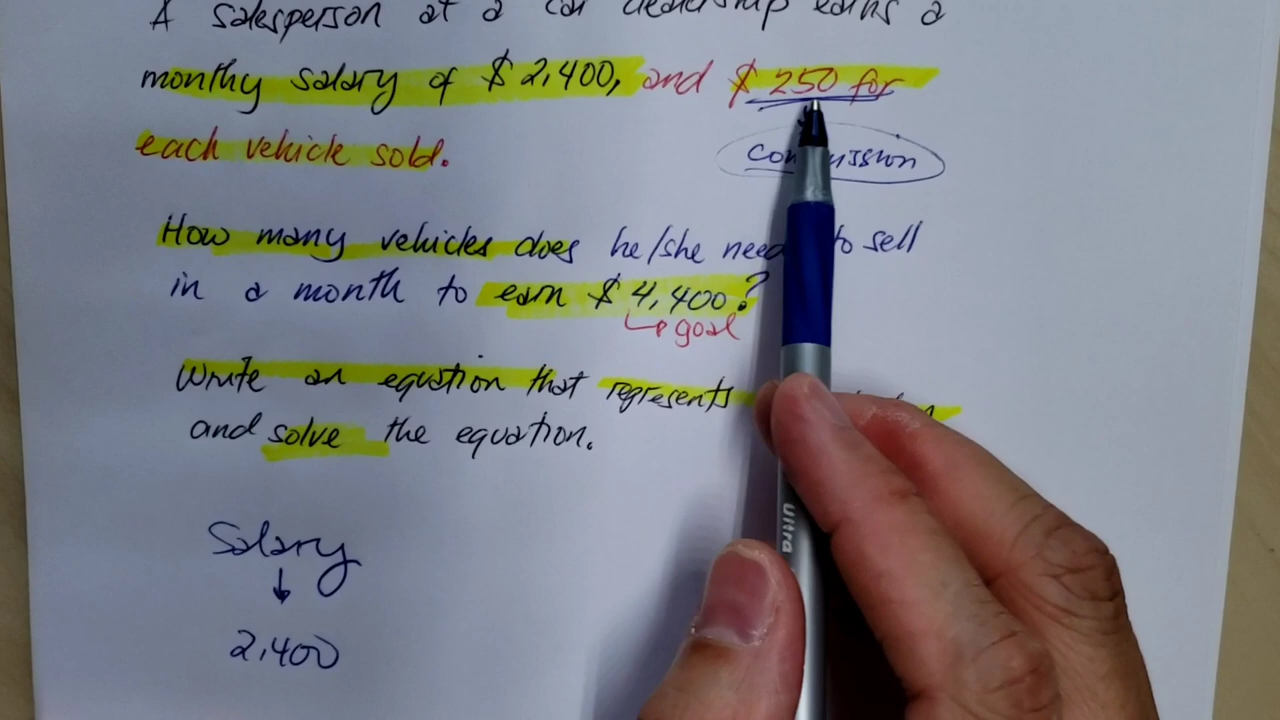 A salesperson at a car dealership earns a
monthy salary of $ 2,400, and $ 250 for
each vehicle sold.
How many vehicles does he/she need to sell
in a month to earn $ 4,400?
goal
Write an equation that represents
and solve the equation.
Salary
2,400
Ultra